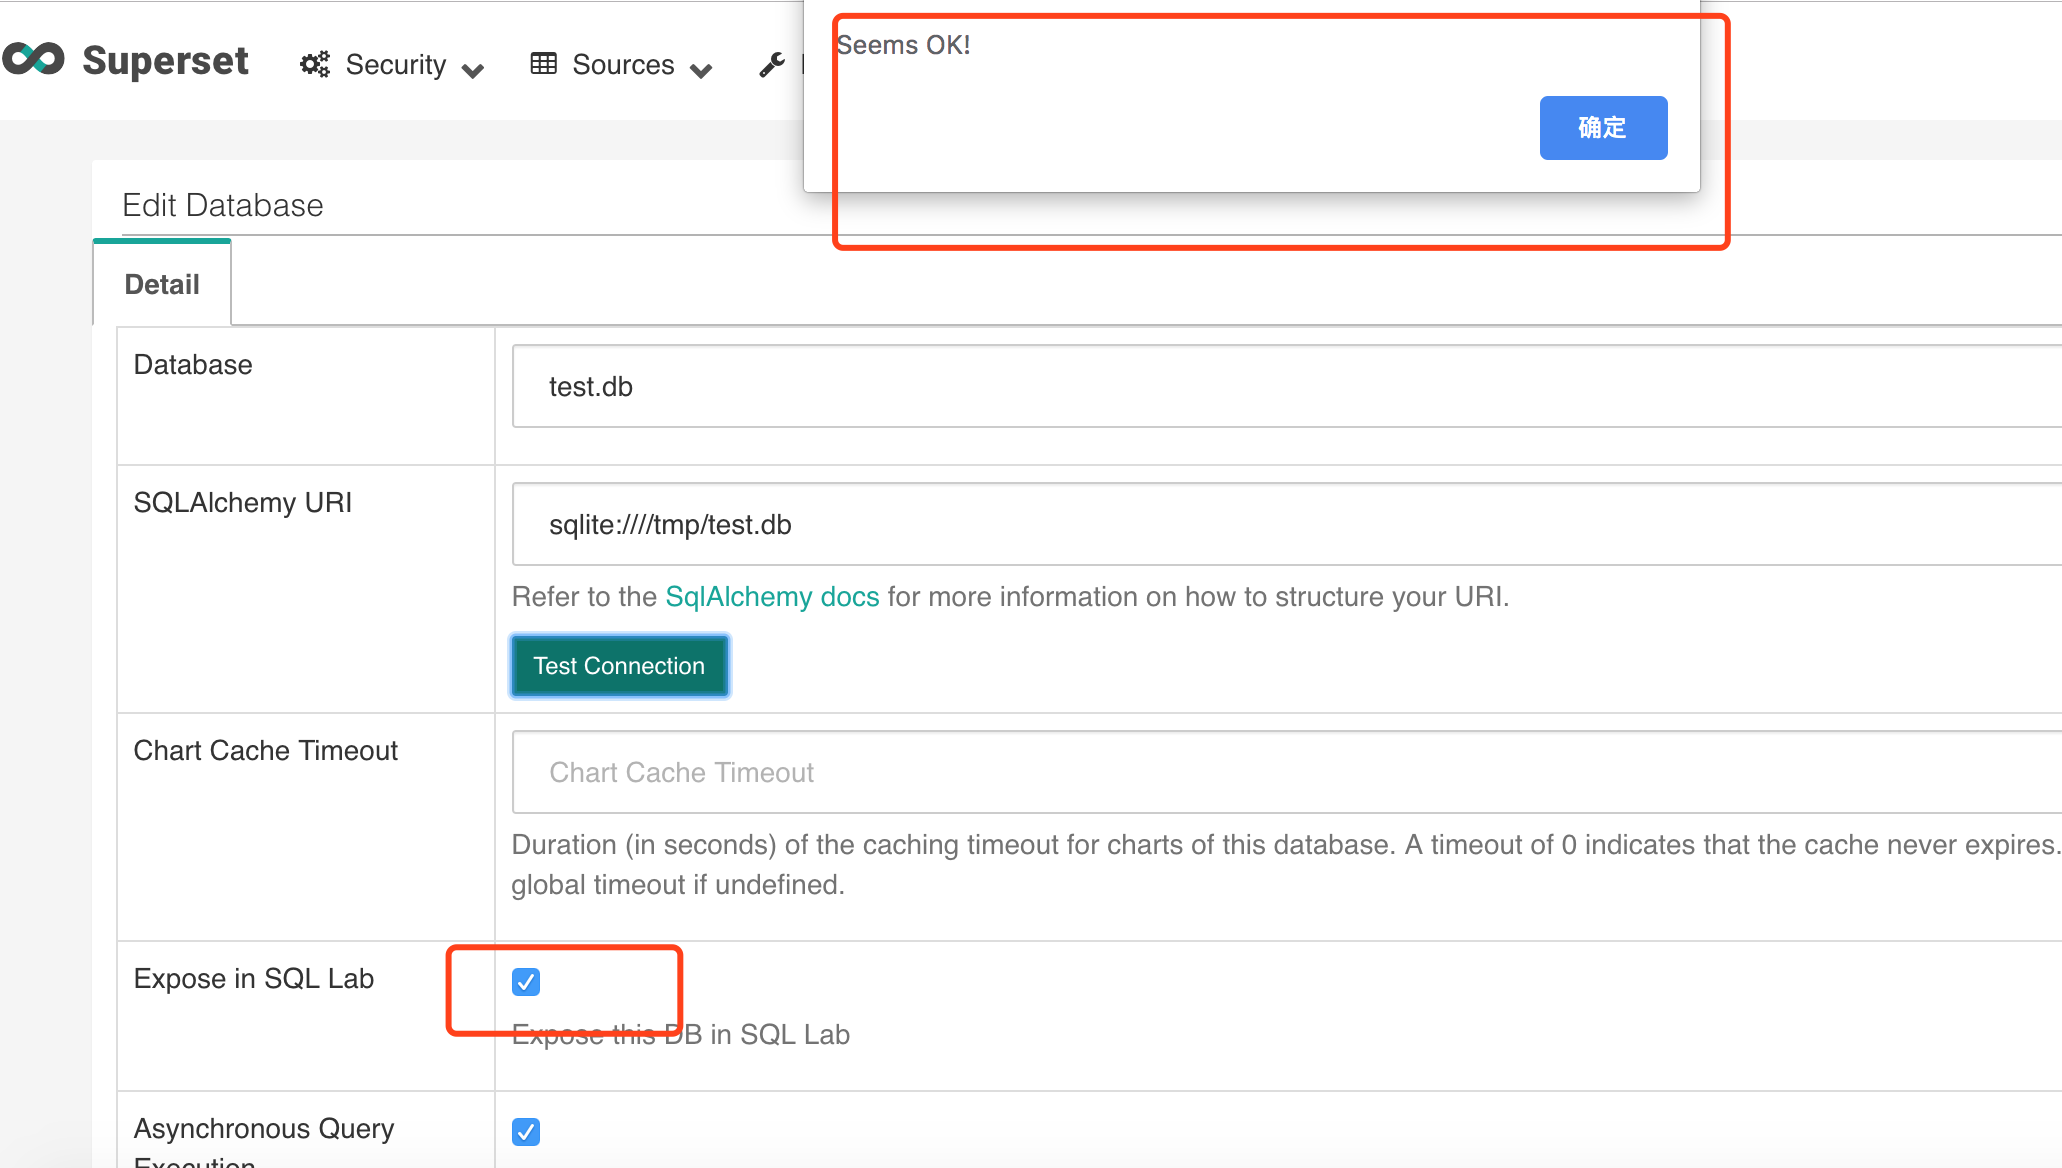 Superset
Security
Sources
Seems OK!
确定
Edit Database
Detail
Database
test.db
SQLAlchemy URI
sqlite:////tmp/test.db
Refer to the SqlAlchemy docs for more information on how to structure your URI.
Test Connection
Chart Cache Timeout
Chart Cache Timeout
Duration (in seconds) of the caching timeout for charts of this database. A timeout of 0 indicates that the cache never expires.
global timeout if undefined.
Expose in SQL Lab
Expose this DB in SQL Lab
Asynchronous Query
Execution